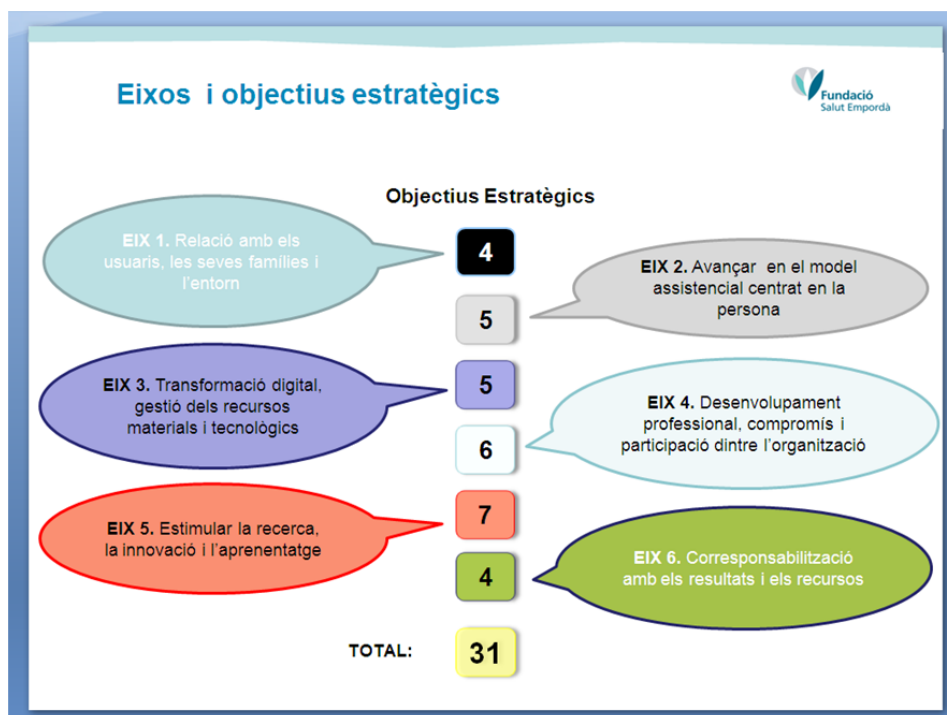 Eixos i objectius estratègics
Fundació
Salut Empordà
Objectius Estratègics
EIX 1. Relació amb els
usuaris, les seves famílies i
l'entorn
4
EIX 2. Avançar en el model
assistencial centrat en la
persona
5
EIX 3. Transformació digital,
gestió dels recursos
materials i tecnològics
5
EIX 4. Desenvolupament
professional, compromís i
participació dintre l'organització
6
EIX 5. Estimular la recerca,
la innovació i l'aprenentatge
7
EIX 6. Corresponsabilització
amb els resultats i els recursos
4
TOTAL:
31